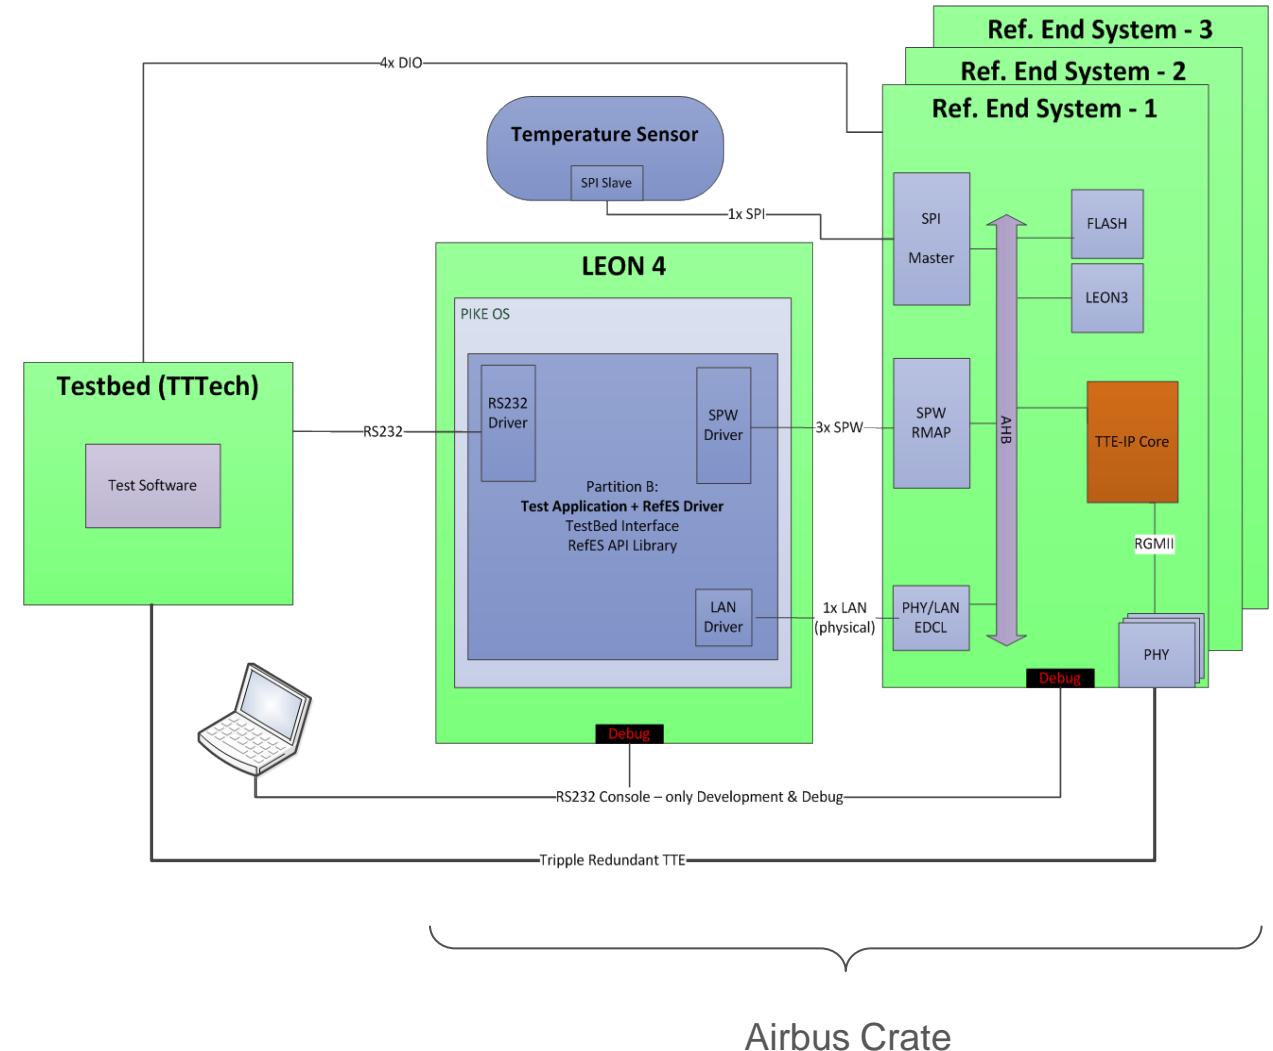 Ref. End System - 3
Ref. End System - 2
Ref. End System - 1
4x DIO
Temperature Sensor
SPI Slave
1x SPI
SPI
Master
FLASH
LEON3
LEON 4
PIKE OS
Testbed (TTTech)
Test Software
RS232
RS232
Driver
SPW
Driver
3x SPW
SPW
RMAP
AHB
TTE-IP Core
Partition B:
Test Application + RefES Driver
TestBed Interface
RefES API Library
RGMII
LAN
Driver
1x LAN
(physical)
PHY/LAN
EDCL
PHY
Debug
Debug
RS232 Console – only Development & Debug
Tripple Redundant TTE
Airbus Crate